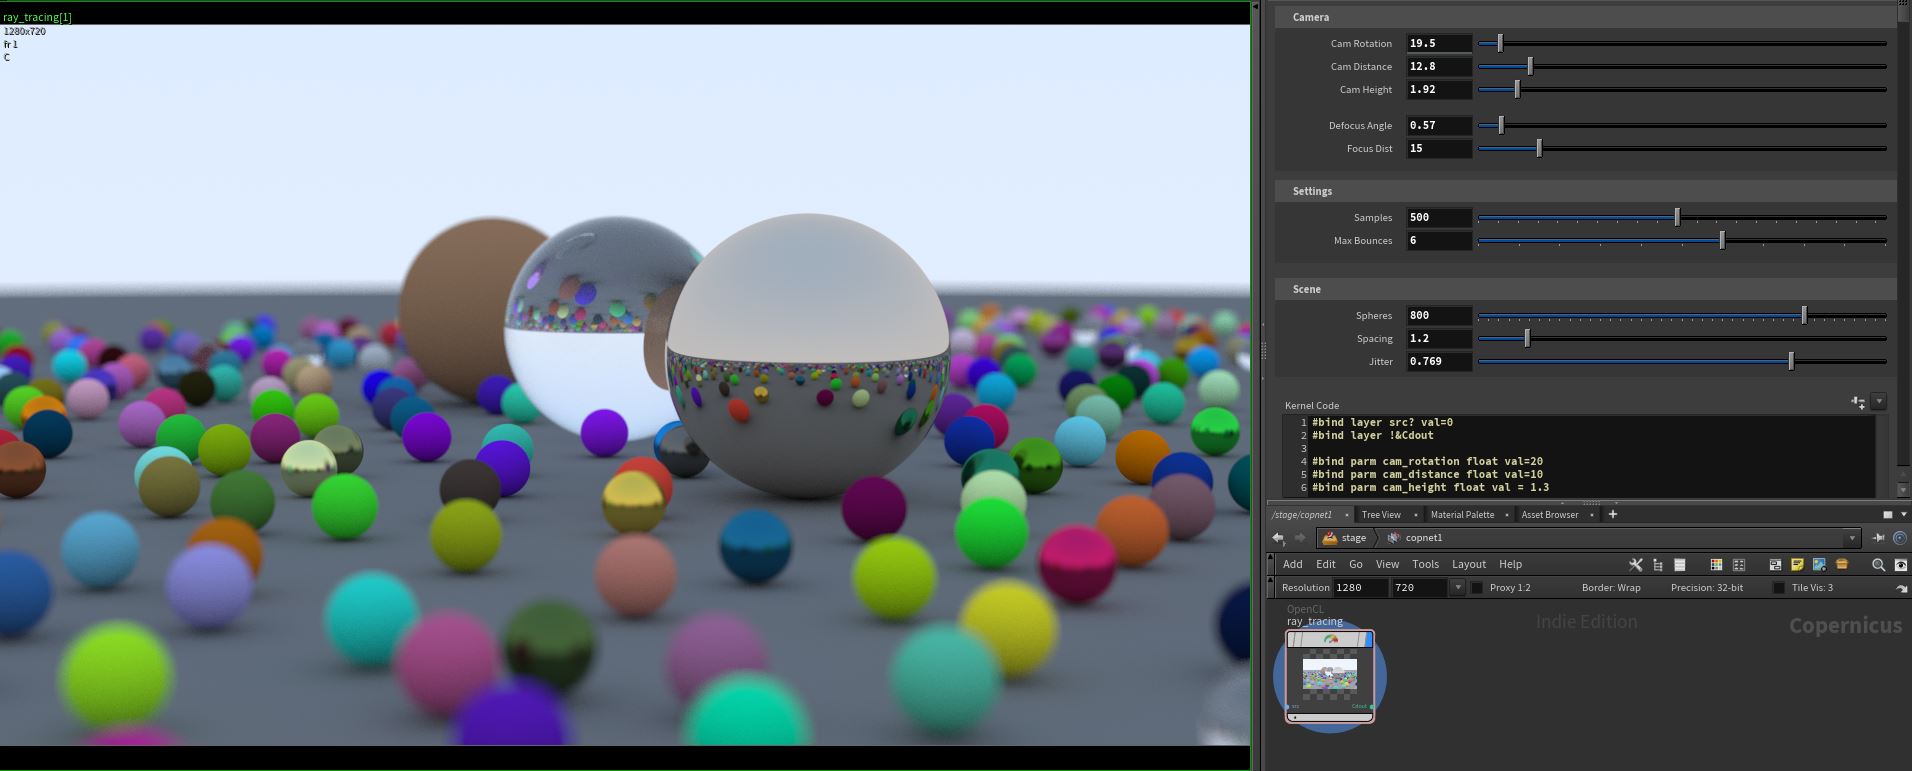 ray_tracing[1]
1280x720
fr 1
C
Camera
Cam Rotation 19.5
Cam Distance 12.8
Cam Height 1.92
Defocus Angle 0.57
Focus Dist 15
Settings
Samples 500
Max Bounces 6
Scene
Spheres 800
Spacing 1.2
Jitter 0.769
Kernel Code
1 #bind layer src? val=0
2 #bind layer !&Cdout
3
4 #bind parm cam_rotation float val=20
5 #bind parm cam_distance float val=10
6 #bind parm cam_height float val = 1.3
/stage/copnet1 Tree View Material Palette Asset Browser
stage copnet1
Add Edit Go View Tools Layout Help
Resolution 1280 720 Proxy 1:2 Border: Wrap Precision: 32-bit Tile Vis: 3
OpenCL
ray_tracing
Indie Edition
Copernicus
src Cdout